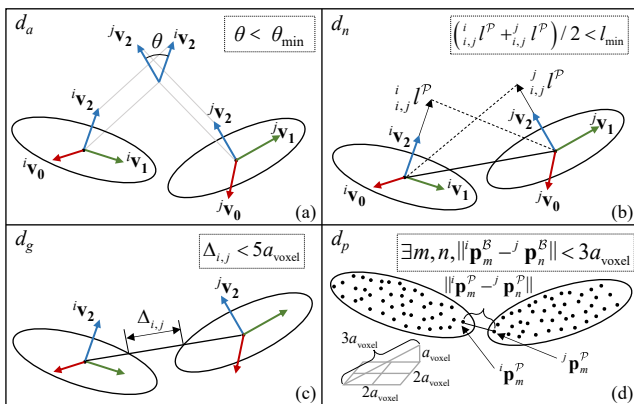 d_a
θ < θ_min
^j v_2 θ ^i v_2
^i v_2
^j v_2
^j v_1
^i v_0
^i v_1
^j v_0
(a)
d_n
(^i_{i,j} l^P + ^j_{i,j} l^P) / 2 < l_min
^i_{i,j} l^P
^j_{i,j} l^P
^i v_2
^j v_2
^j v_1
^i v_0
^i v_1
^j v_0
(b)
d_g
Δ_{i,j} < 5a_voxel
^i v_2
Δ_{i,j}
^j v_2
(c)
d_p
∃m, n, ||^i p_m^B − ^j p_n^B|| < 3a_voxel
||^i p_m^P − ^j p_n^P||
3a_voxel
a_voxel
2a_voxel
2a_voxel
^i p_m^P
^j p_m^P
(d)